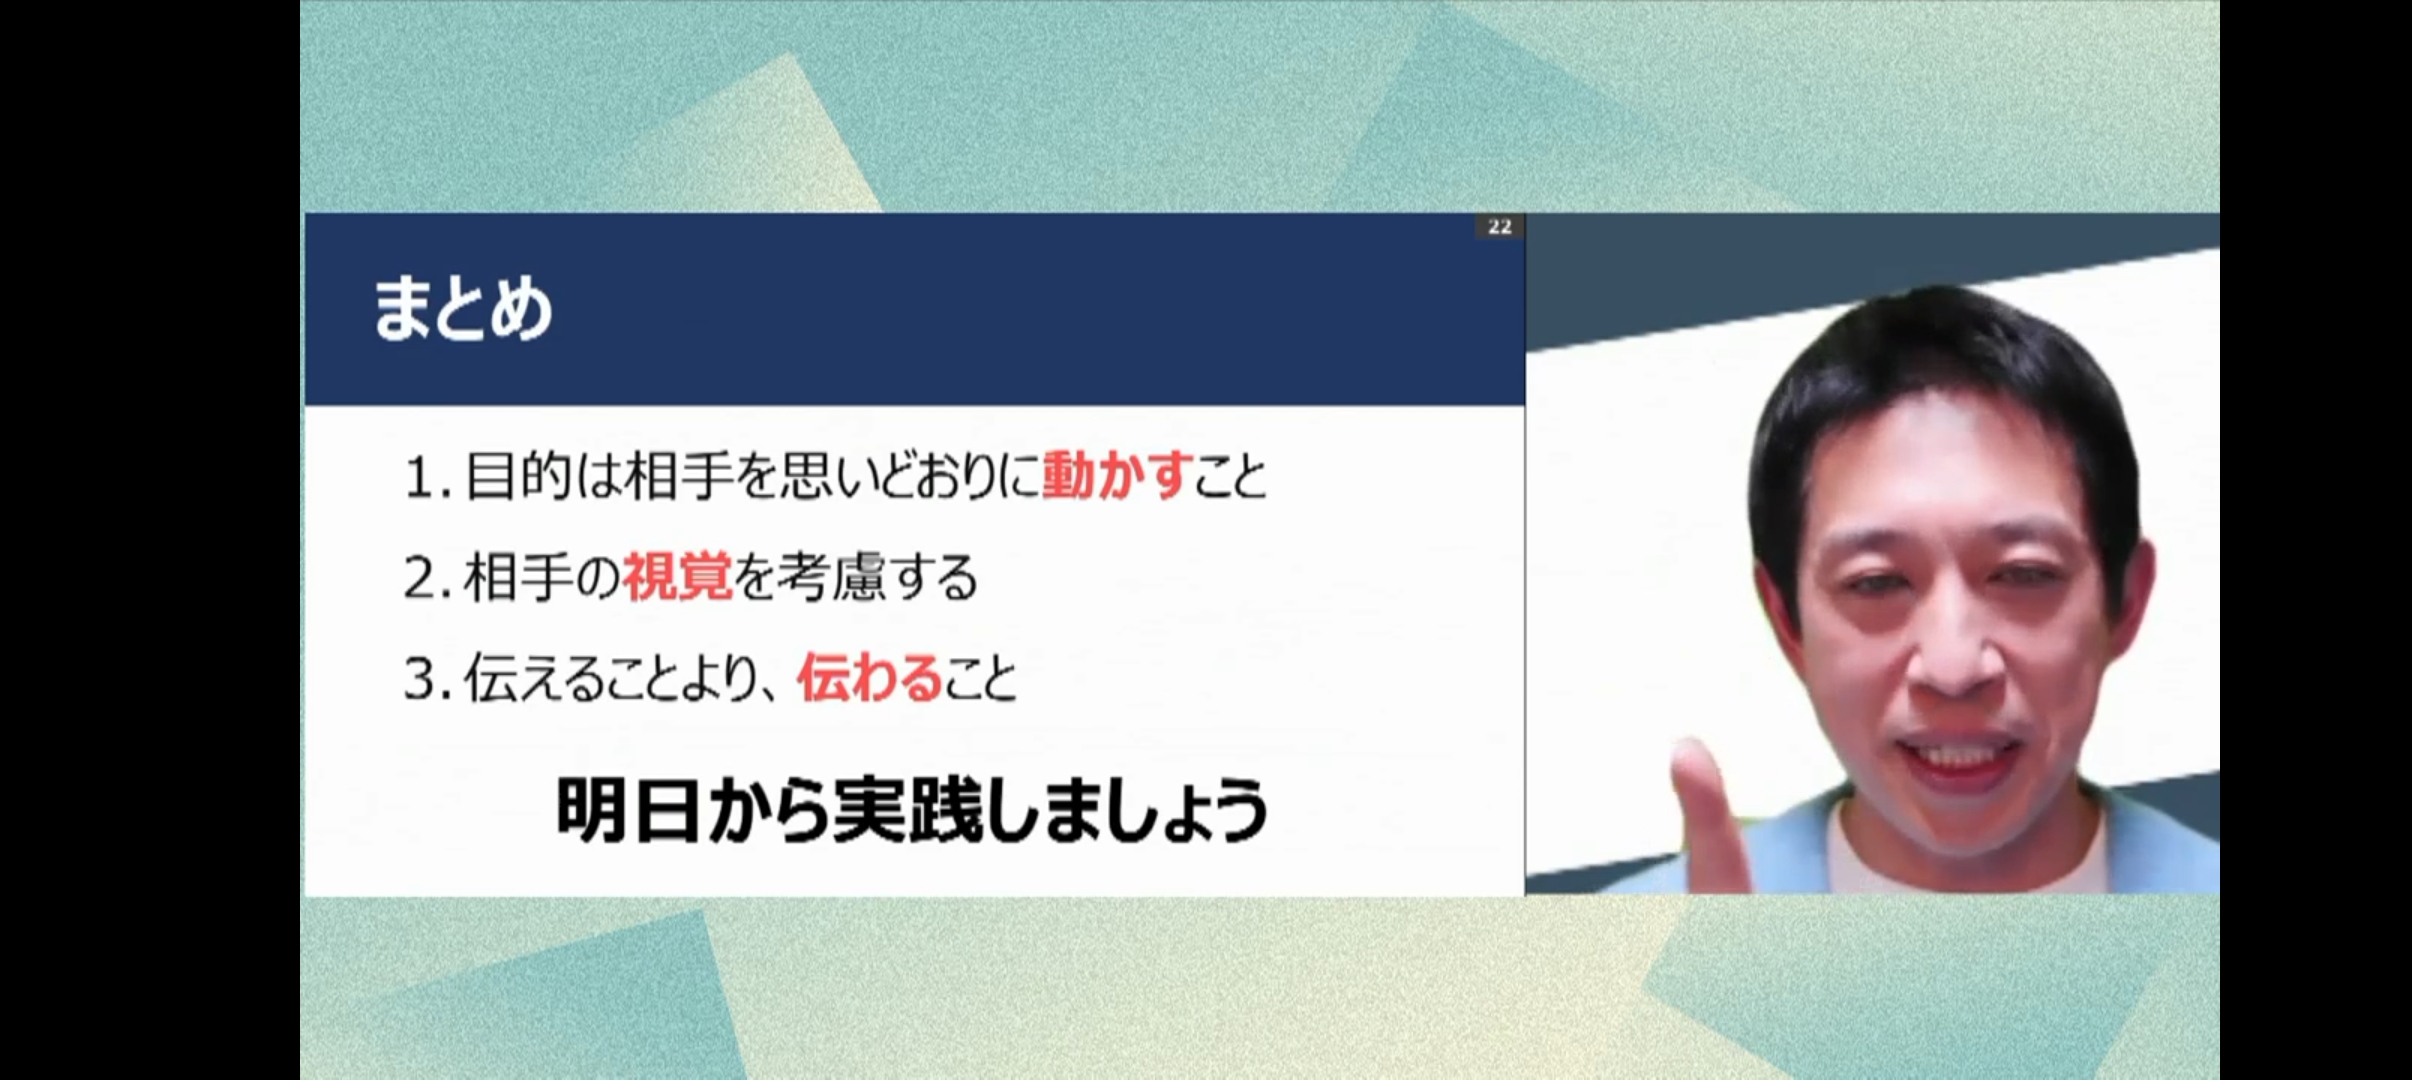 22
まとめ
1. 目的は相手を思いどおりに動かすこと
2. 相手の視覚を考慮する
3. 伝えることより、伝わること
明日から実践しましょう